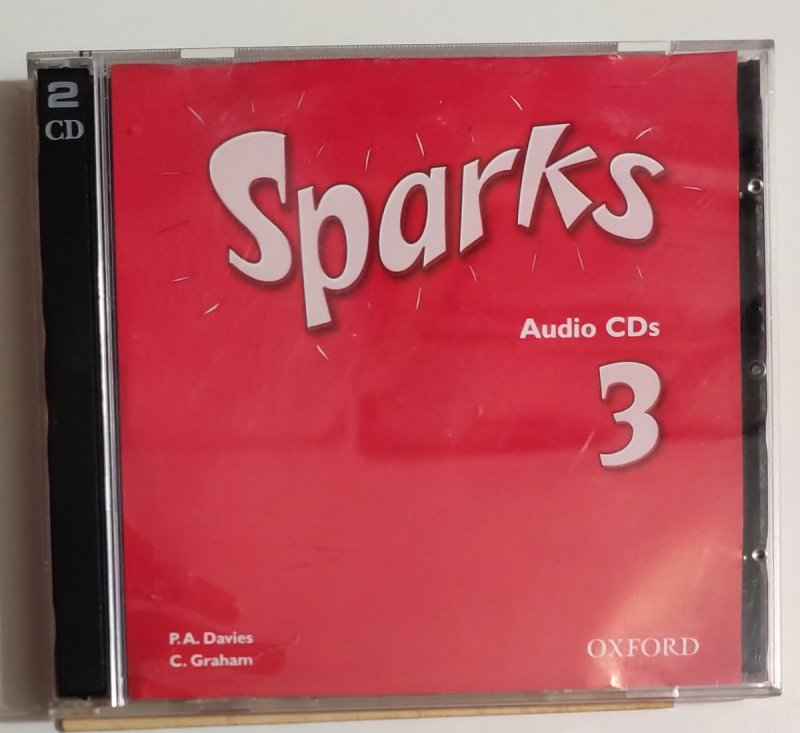 2
CD
Sparks
Audio CDs
3
P.A. Davies
C. Graham
OXFORD